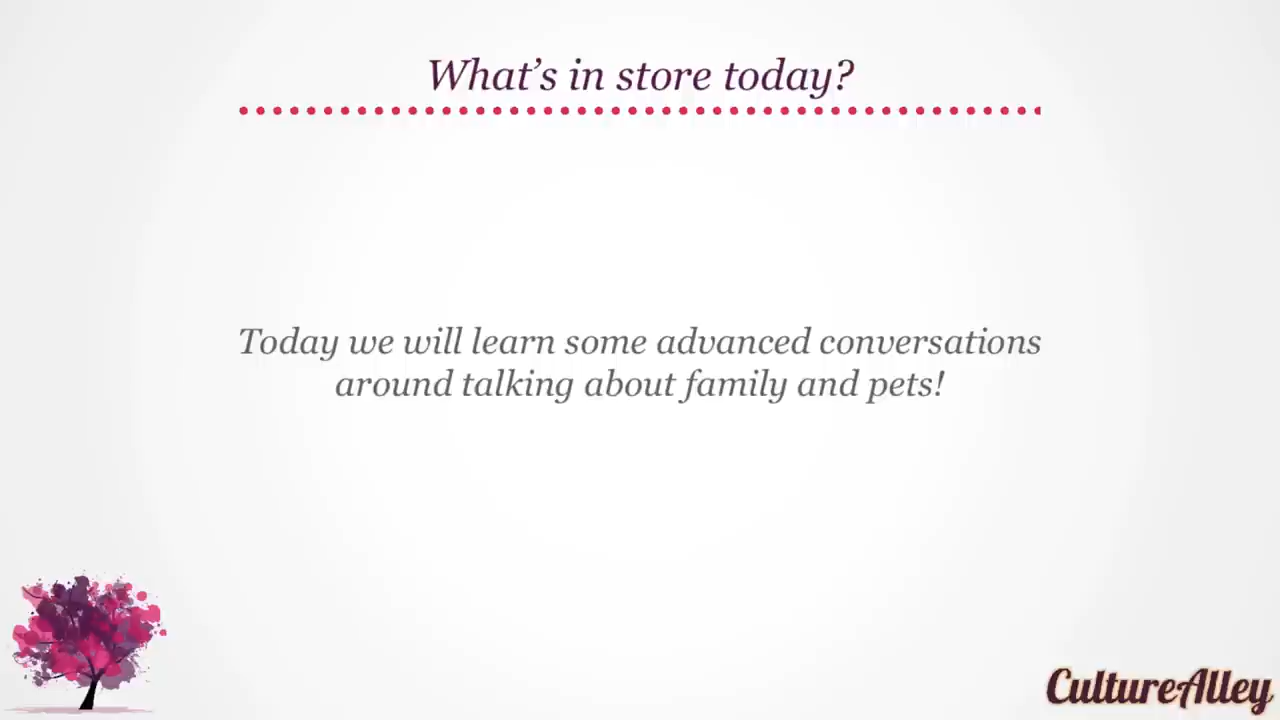 What’s in store today?
Today we will learn some advanced conversations
around talking about family and pets!
CultureAlley